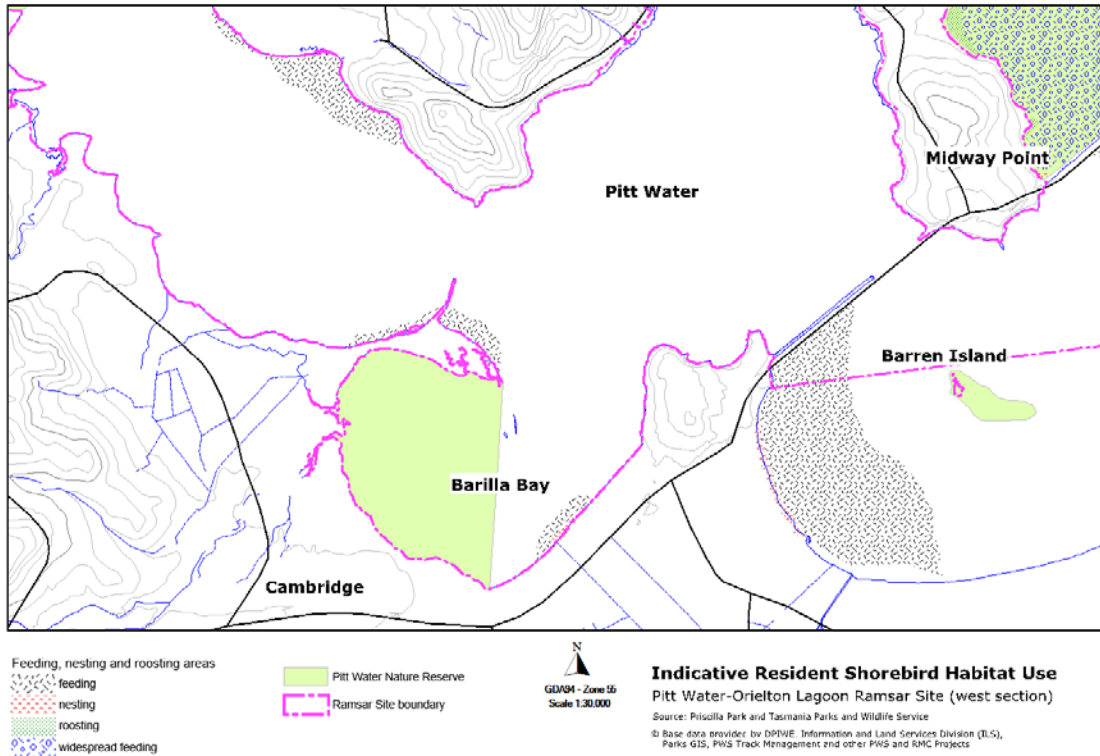 Midway Point
Pitt Water
Barren Island
Barilla Bay
Cambridge
Feeding, nesting and roosting areas
feeding
nesting
roosting
widespread feeding
Pitt Water Nature Reserve
Ramsar Site boundary
N
GDA94 - Zone 55
Scale 1:30,000
Indicative Resident Shorebird Habitat Use
Pitt Water-Orielton Lagoon Ramsar Site (west section)
Source: Priscilla Park and Tasmania Parks and Wildlife Service
© Base data provided by DPIWE. Information and Land Services Division (ILS),
Parks GIS, PWS Track Management and other PWS and RMC Projects